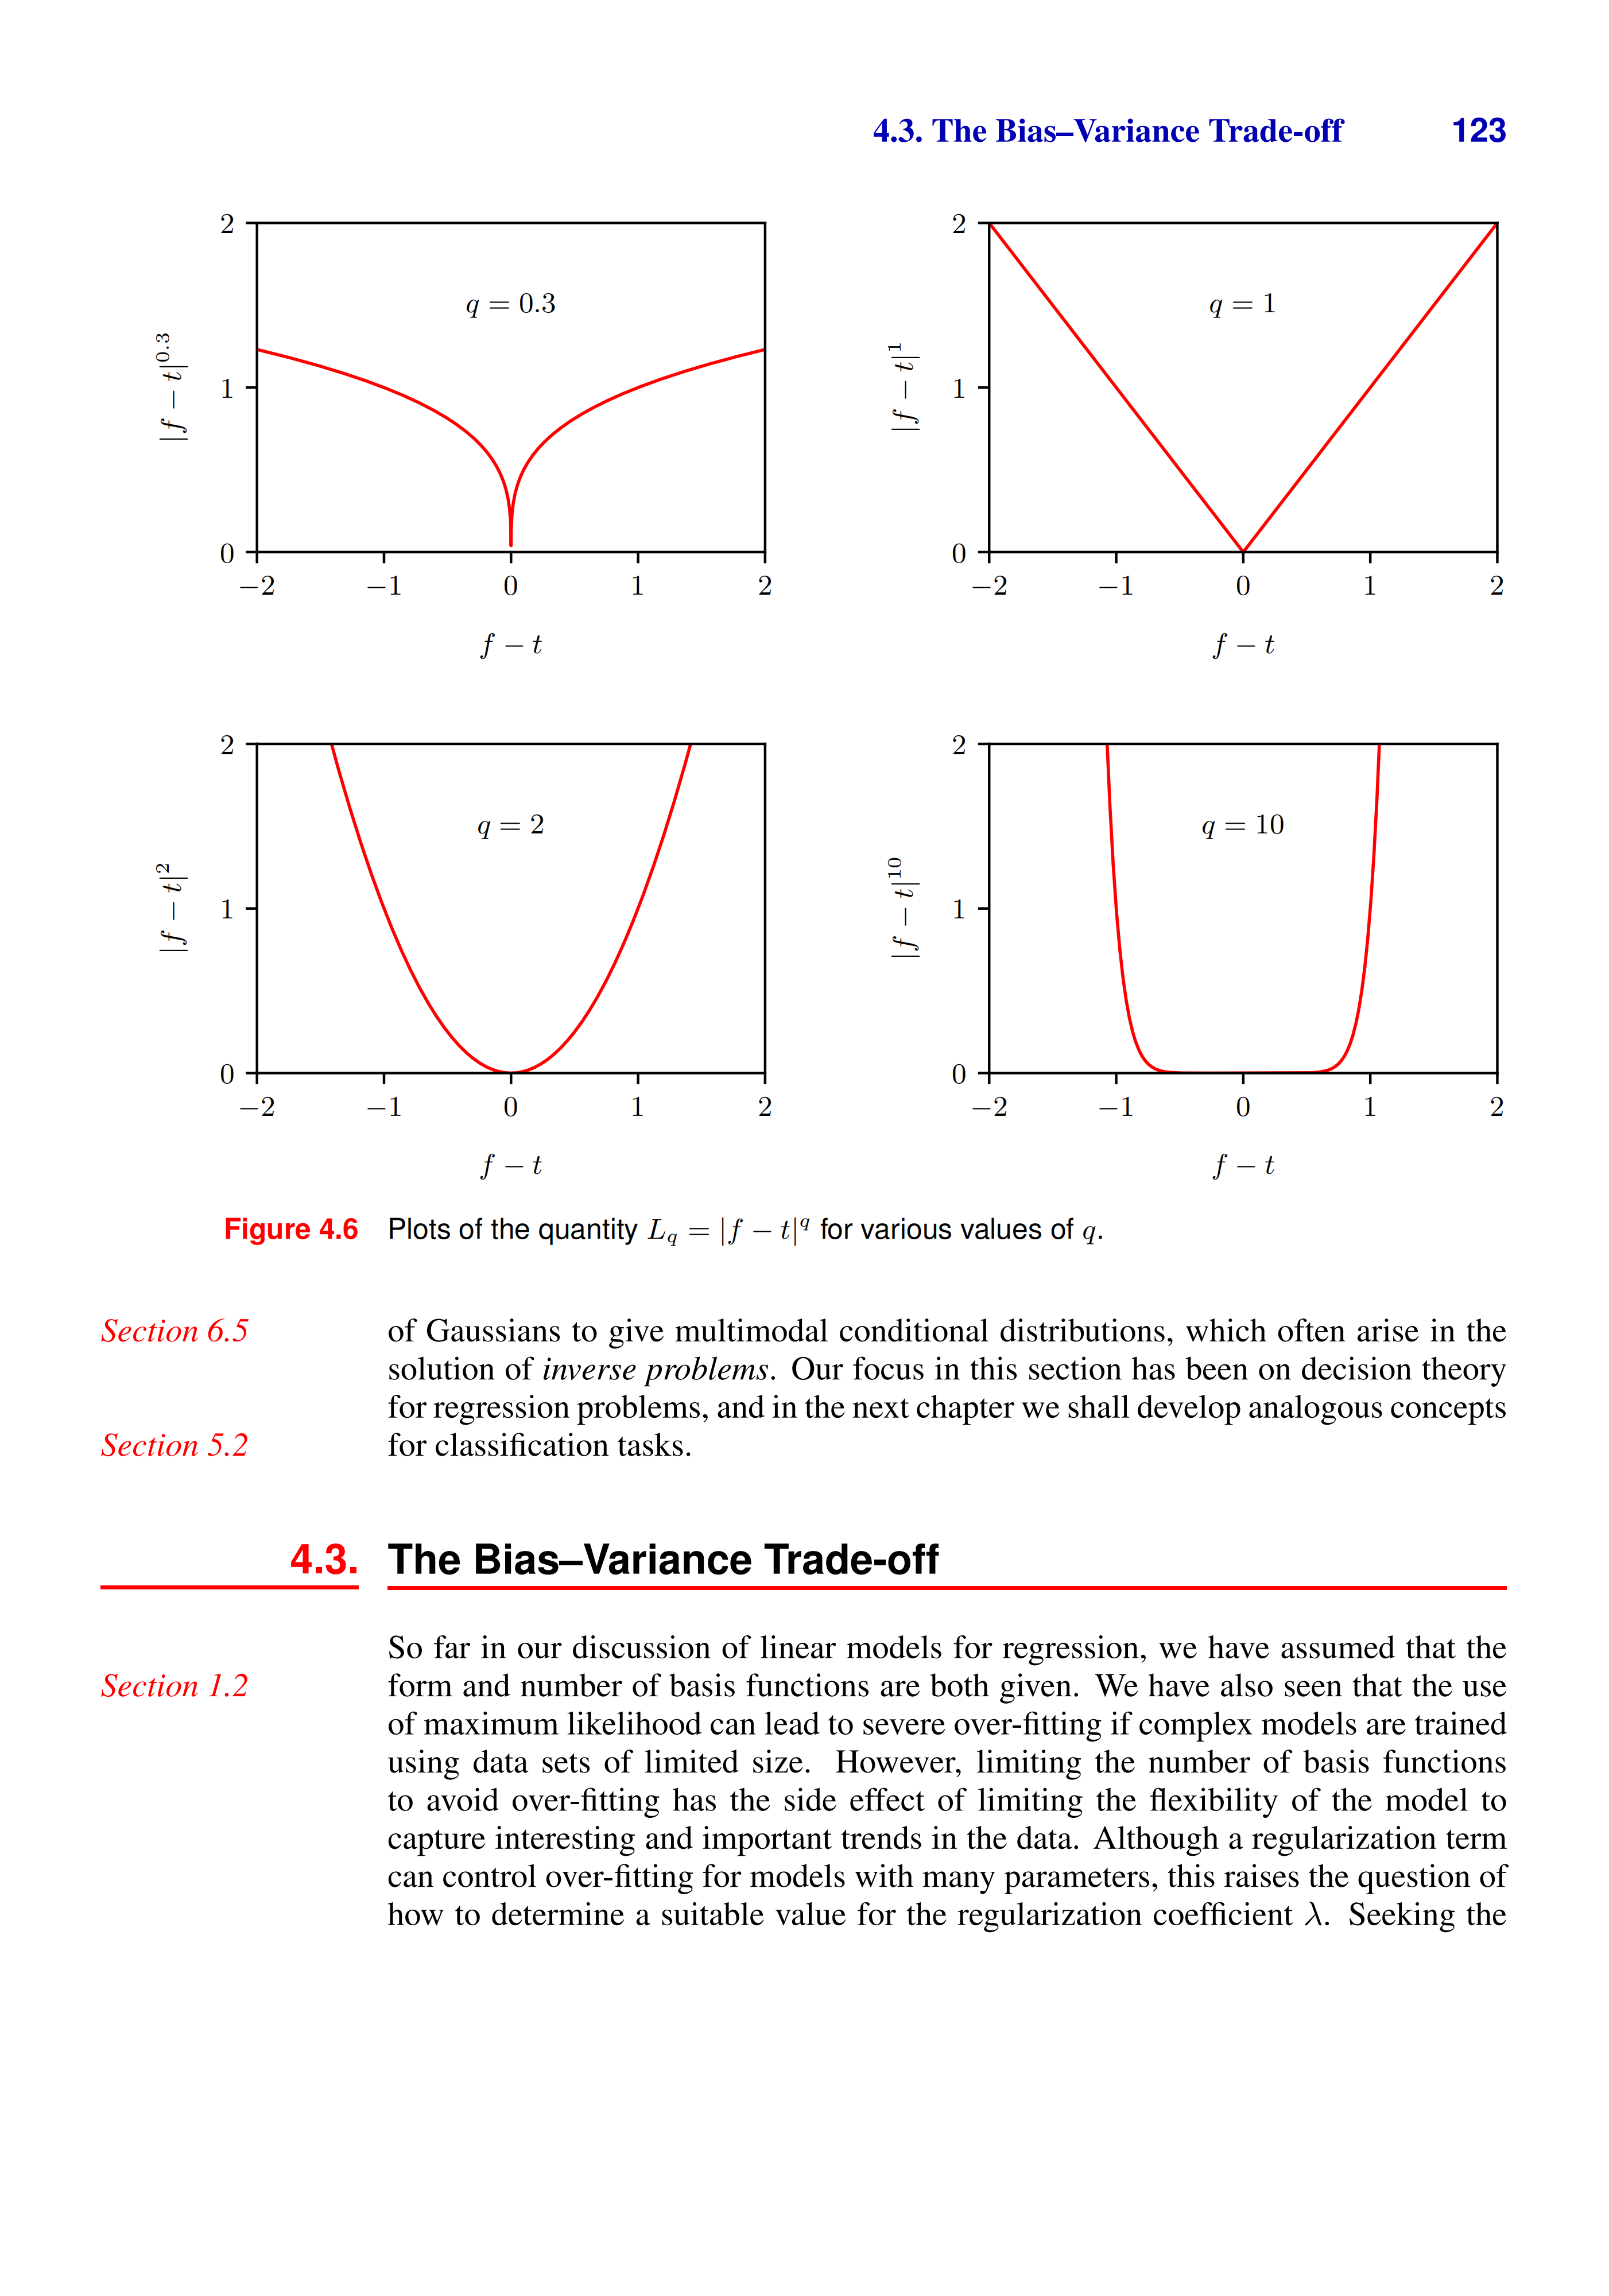 4.3. The Bias–Variance Trade-off 123
2
1
0
−2 −1 0 1 2
q = 0.3
|f − t|^0.3
f − t
2
1
0
−2 −1 0 1 2
q = 1
|f − t|^1
f − t
2
1
0
−2 −1 0 1 2
q = 2
|f − t|^2
f − t
2
1
0
−2 −1 0 1 2
q = 10
|f − t|^10
f − t
Figure 4.6 Plots of the quantity L_q = |f − t|^q for various values of q.
Section 6.5 of Gaussians to give multimodal conditional distributions, which often arise in the
solution of inverse problems. Our focus in this section has been on decision theory
for regression problems, and in the next chapter we shall develop analogous concepts
Section 5.2 for classification tasks.
4.3. The Bias–Variance Trade-off
So far in our discussion of linear models for regression, we have assumed that the
Section 1.2 form and number of basis functions are both given. We have also seen that the use
of maximum likelihood can lead to severe over-fitting if complex models are trained
using data sets of limited size. However, limiting the number of basis functions
to avoid over-fitting has the side effect of limiting the flexibility of the model to
capture interesting and important trends in the data. Although a regularization term
can control over-fitting for models with many parameters, this raises the question of
how to determine a suitable value for the regularization coefficient λ. Seeking the